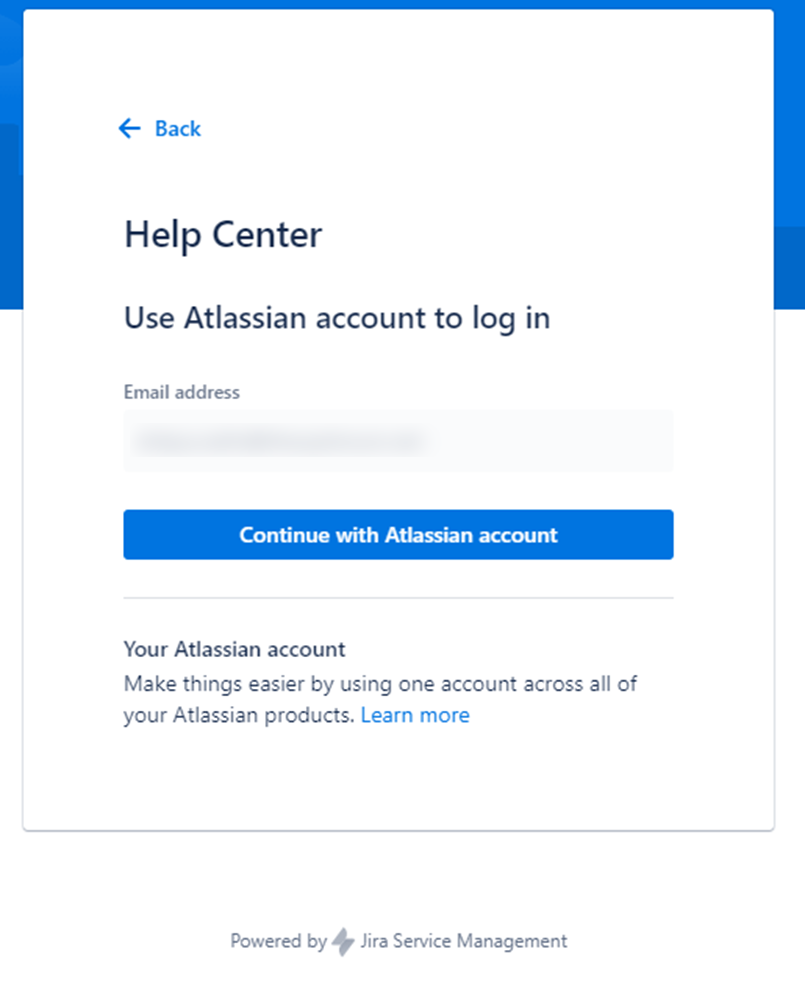 Back
Help Center
Use Atlassian account to log in
Email address
Continue with Atlassian account
Your Atlassian account
Make things easier by using one account across all of
your Atlassian products. Learn more
Powered by Jira Service Management